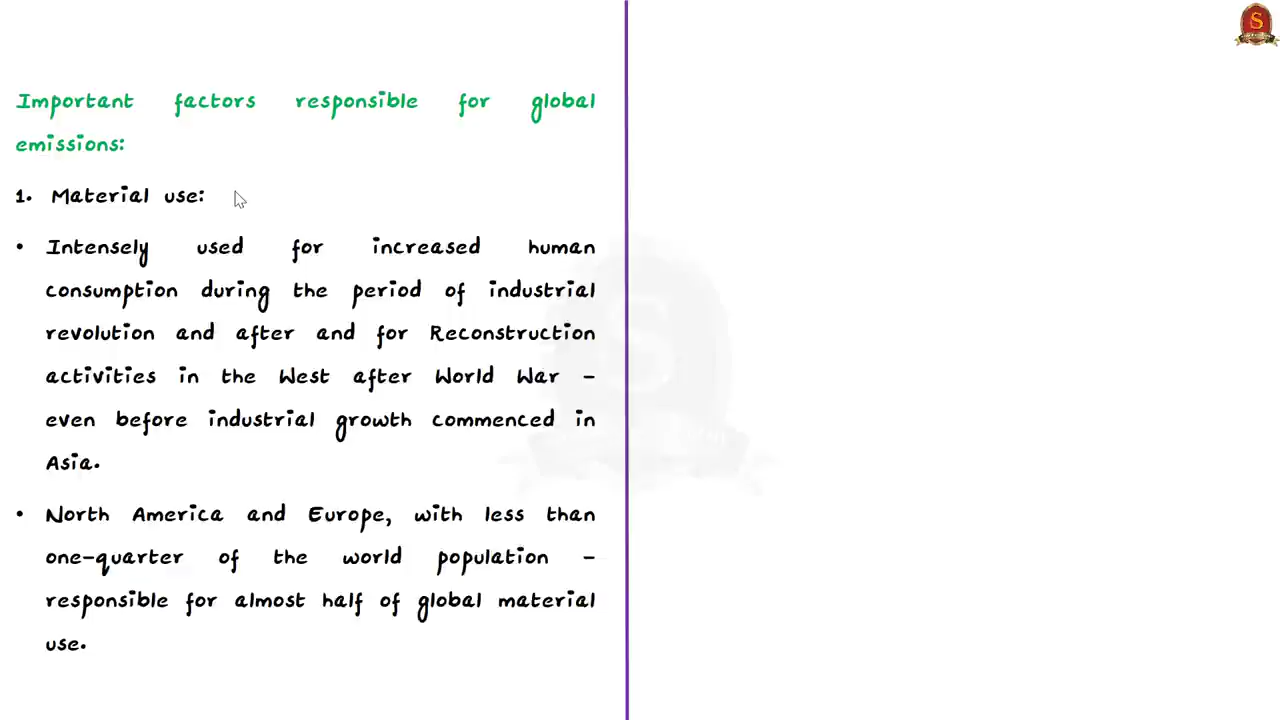 Important factors responsible for global
emissions:
1. Material use:
• Intensely used for increased human
consumption during the period of industrial
revolution and after and for Reconstruction
activities in the West after World War –
even before industrial growth commenced in
Asia.
• North America and Europe, with less than
one-quarter of the world population –
responsible for almost half of global material
use.
S